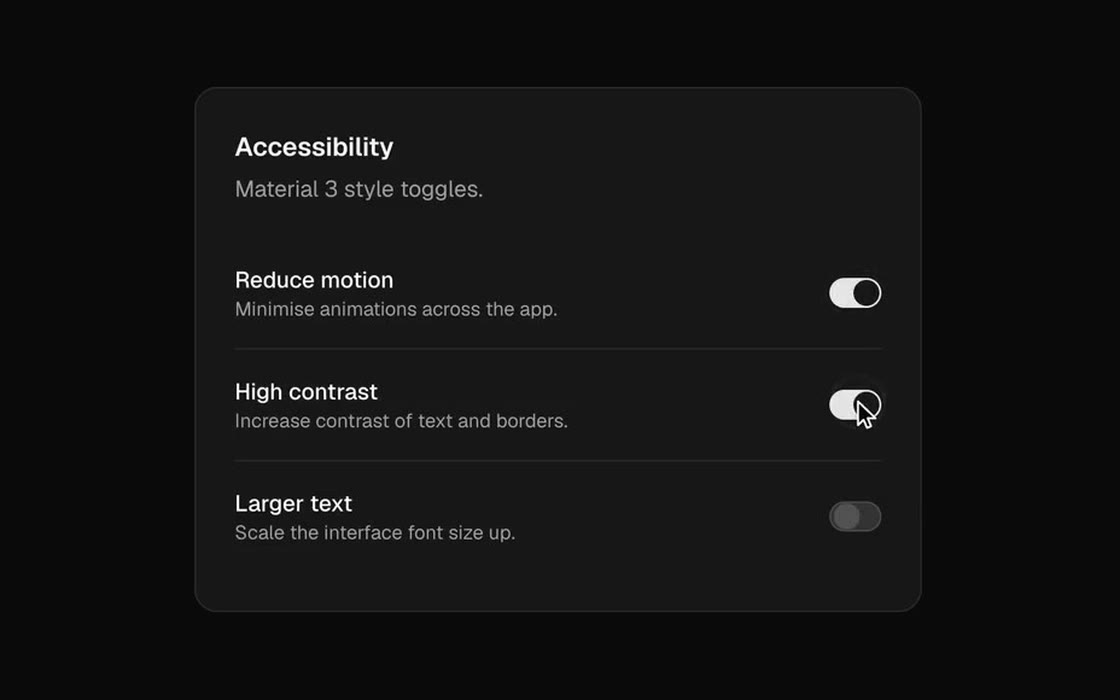 Accessibility
Material 3 style toggles.
Reduce motion
Minimise animations across the app.
High contrast
Increase contrast of text and borders.
Larger text
Scale the interface font size up.